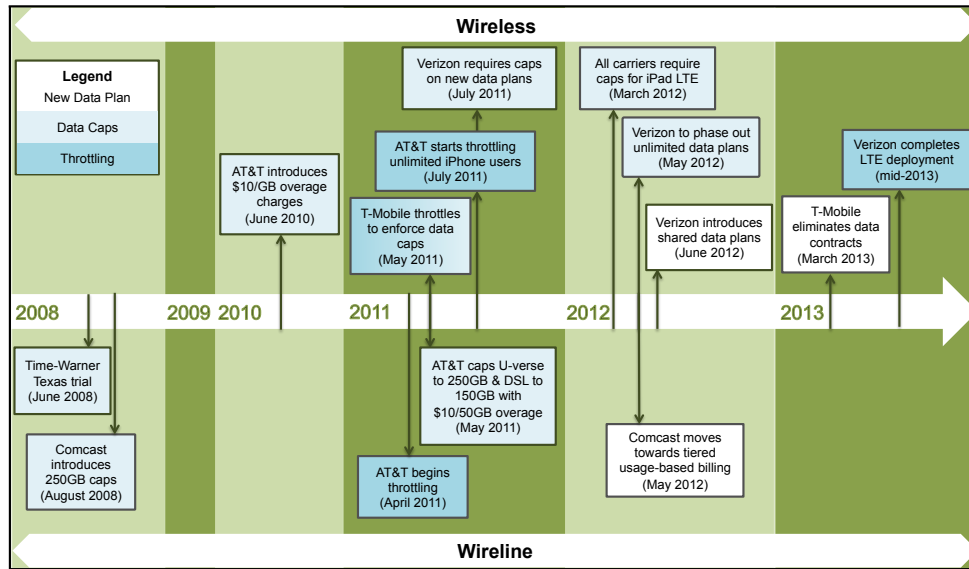 Wireless
Legend
New Data Plan
Data Caps
Throttling
AT&T introduces
$10/GB overage
charges
(June 2010)
Verizon requires caps
on new data plans
(July 2011)
AT&T starts throttling
unlimited iPhone users
(July 2011)
T-Mobile throttles
to enforce data
caps
(May 2011)
All carriers require
caps for iPad LTE
(March 2012)
Verizon to phase out
unlimited data plans
(May 2012)
Verizon introduces
shared data plans
(June 2012)
Verizon completes
LTE deployment
(mid-2013)
T-Mobile
eliminates data
contracts
(March 2013)
2008
2009
2010
2011
2012
2013
Time-Warner
Texas trial
(June 2008)
Comcast
introduces
250GB caps
(August 2008)
AT&T caps U-verse
to 250GB & DSL to
150GB with
$10/50GB overage
(May 2011)
AT&T begins
throttling
(April 2011)
Comcast moves
towards tiered
usage-based billing
(May 2012)
Wireline